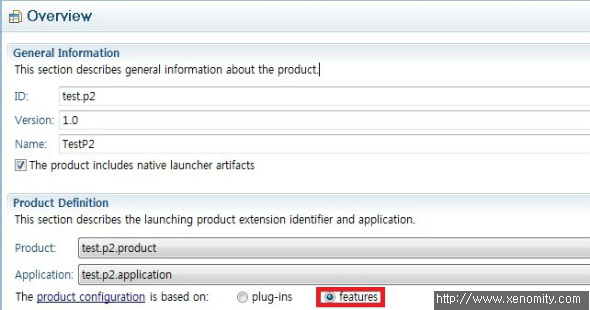 Overview
General Information
This section describes general information about the product.
ID: test.p2
Version: 1.0
Name: TestP2
The product includes native launcher artifacts
Product Definition
This section describes the launching product extension identifier and application.
Product: test.p2.product
Application: test.p2.application
The product configuration is based on: plug-ins features
http://www.xenomity.com